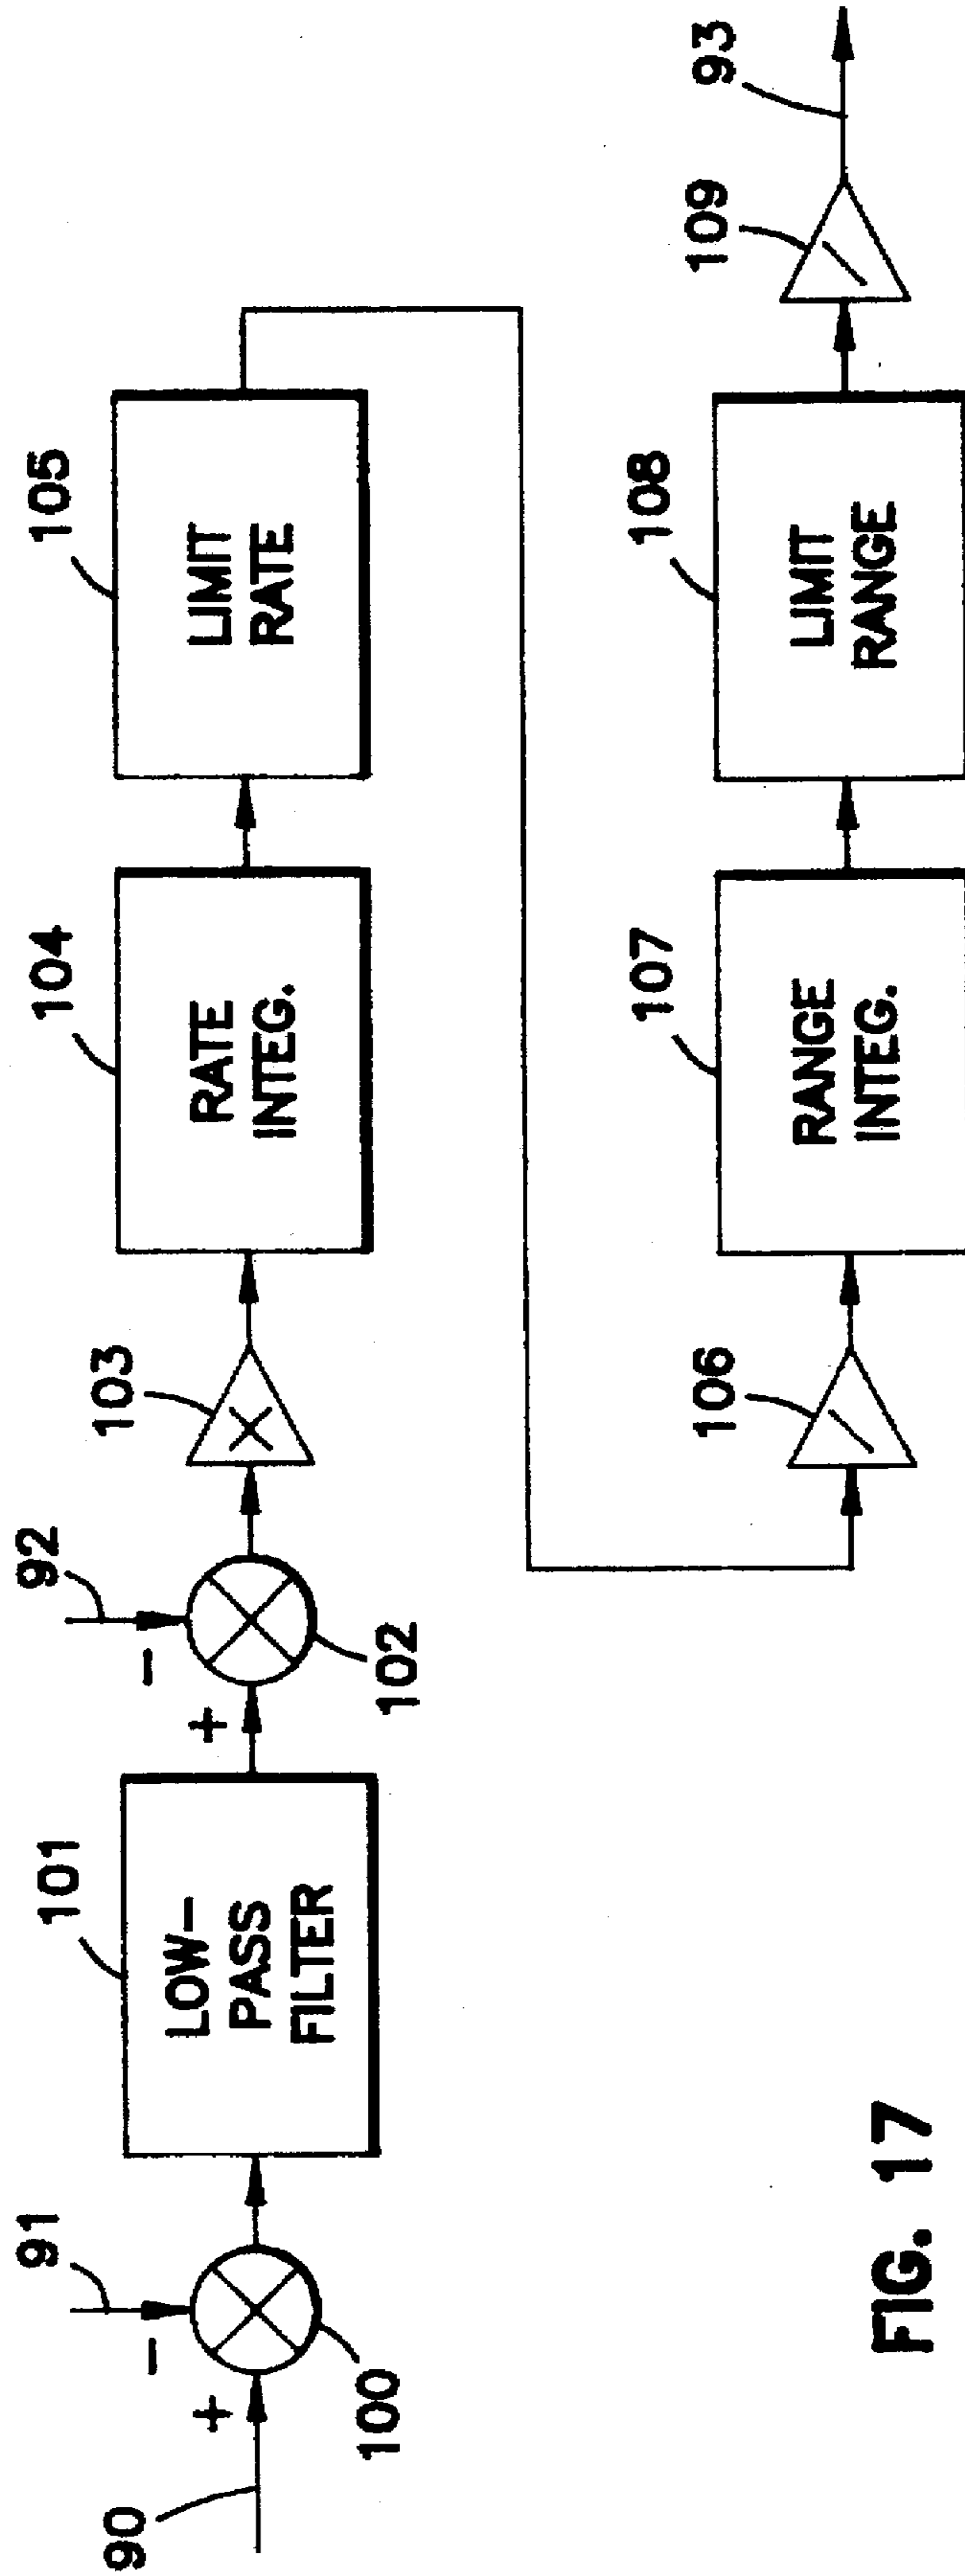 90
+
-
91
100
101
LOW-
PASS
FILTER
+
-
92
102
103
104
RATE
INTEG.
105
LIMIT
RATE
106
107
RANGE
INTEG.
108
LIMIT
RANGE
109
93
FIG. 17